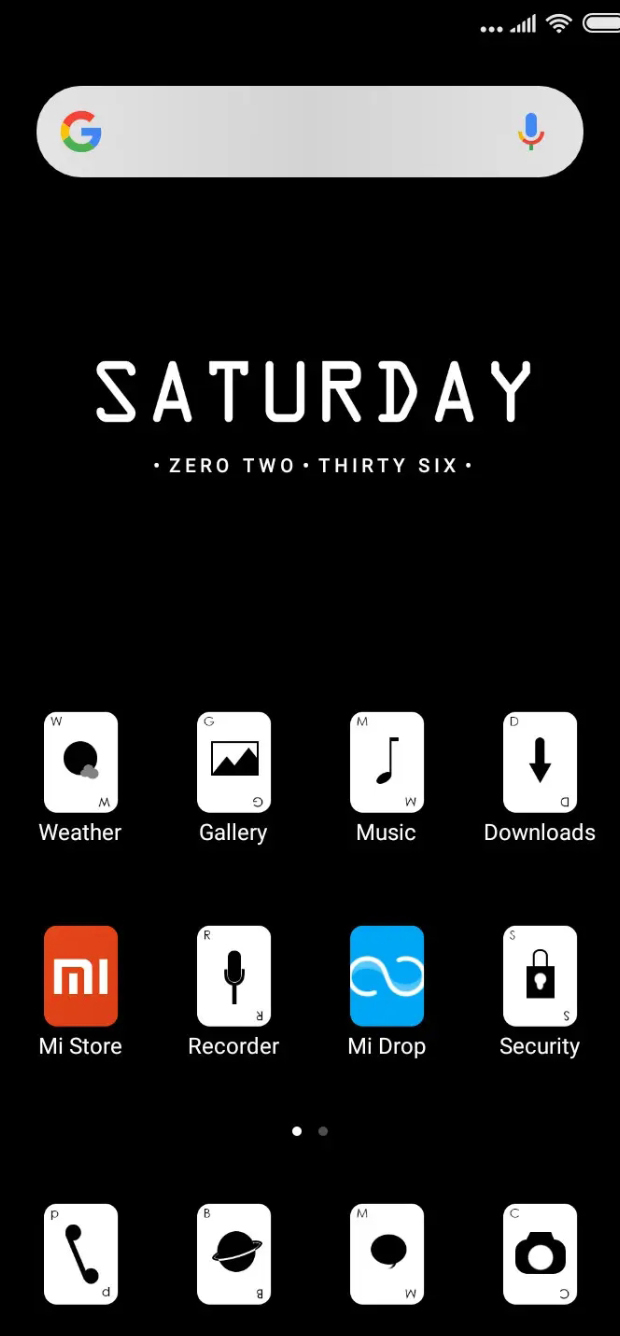 SATURDAY
• ZERO TWO • THIRTY SIX •
W G M D
W G M D
Weather Gallery Music Downloads
R S
mi
R S
Mi Store Recorder Mi Drop Security
p B M C
p B M C